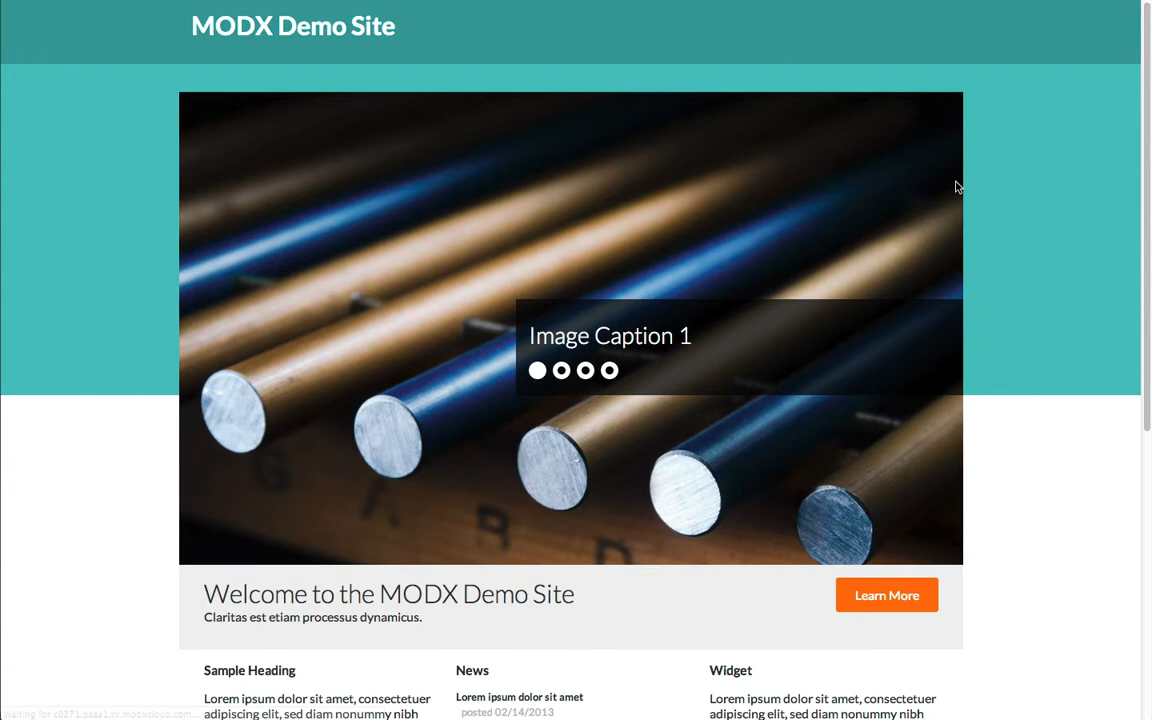 MODX Demo Site
Image Caption 1
G A B D
Welcome to the MODX Demo Site
Learn More
Claritas est etiam processus dynamicus.
Sample Heading
Lorem ipsum dolor sit amet, consectetuer
adipiscing elit, sed diam nonummy nibh
News
Lorem ipsum dolor sit amet
posted 02/14/2013
Widget
Lorem ipsum dolor sit amet, consectetuer
adipiscing elit, sed diam nonummy nibh